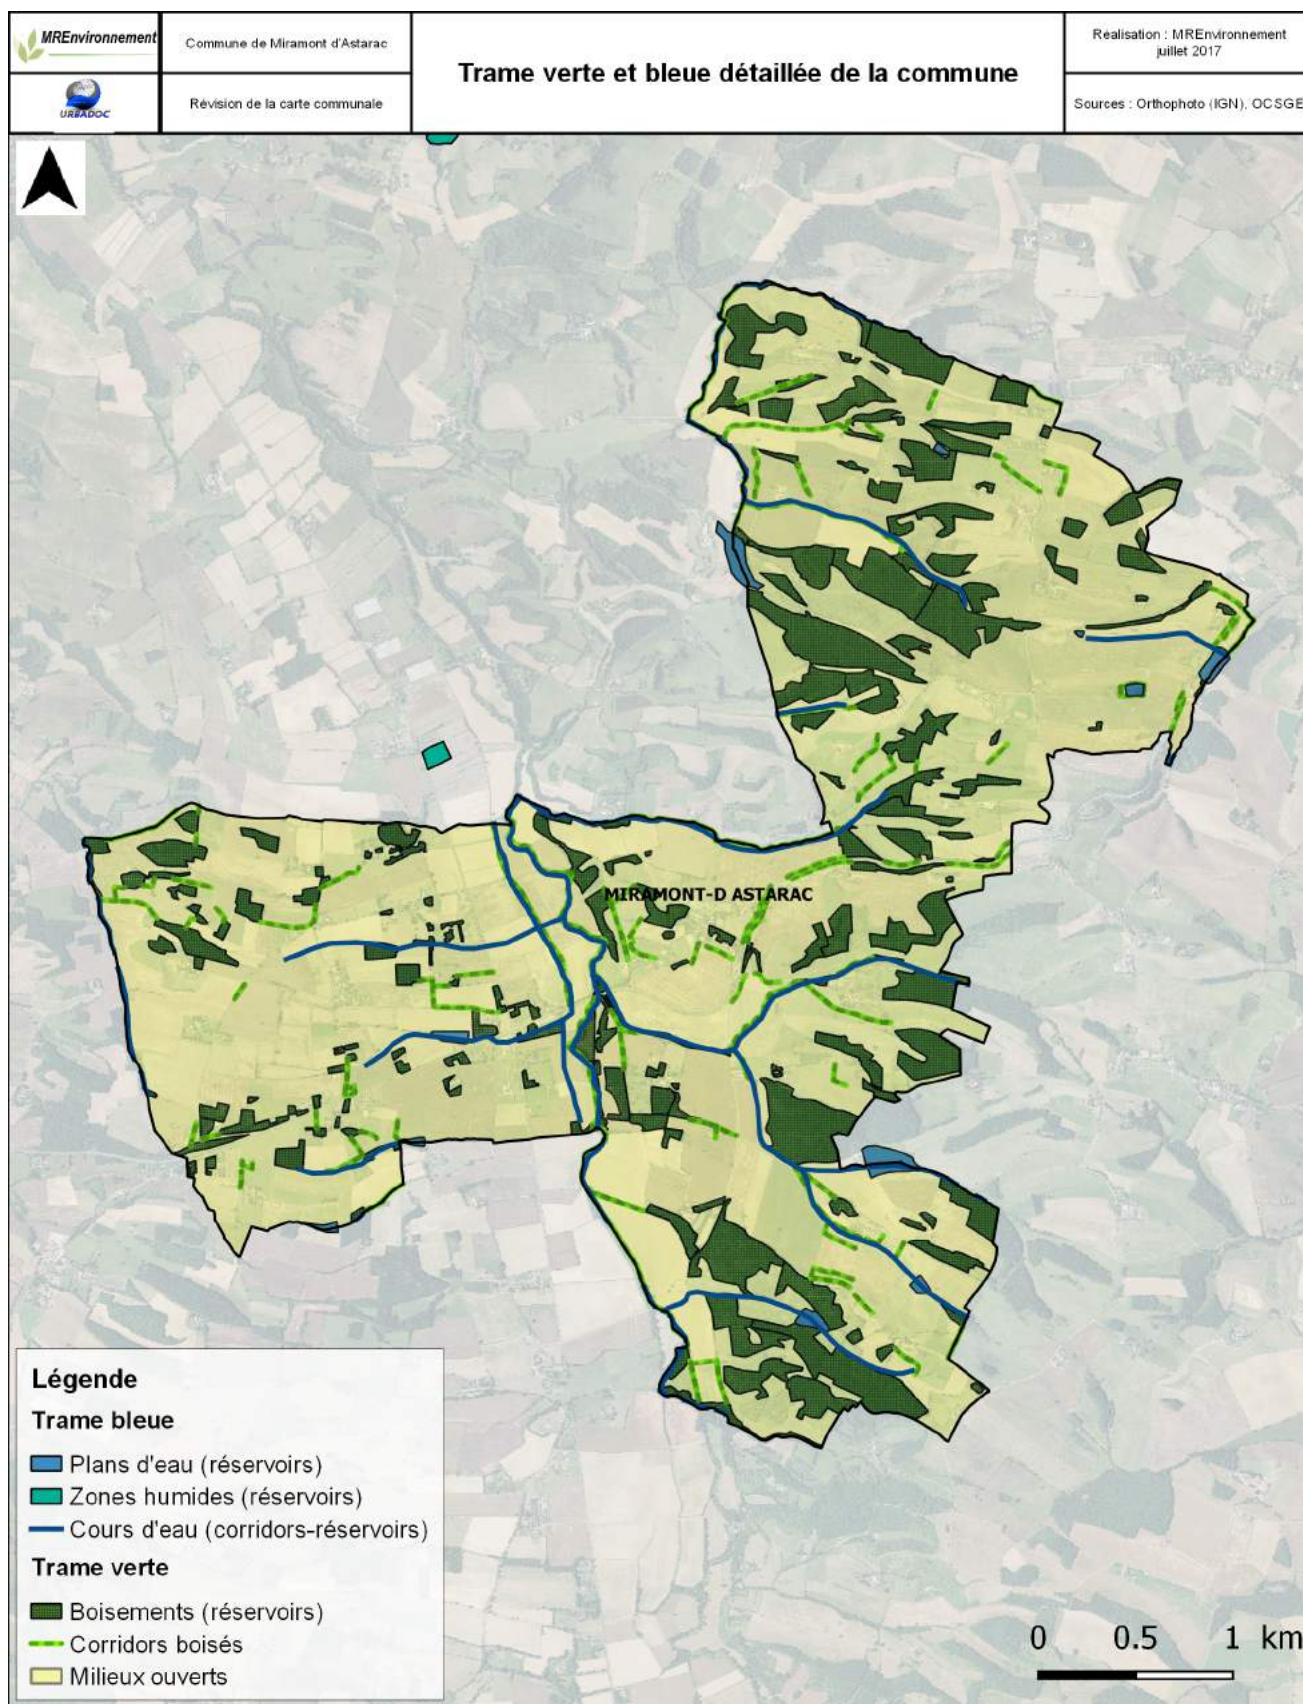 MREnvironnement
URBADOC
Commune de Miramont d'Astarac
Révision de la carte communale
Trame verte et bleue détaillée de la commune
Réalisation : MREnvironnement
juillet 2017
Sources : Orthophoto (IGN), OCSGE
MIRAMONT-D ASTARAC
Légende
Trame bleue
Plans d'eau (réservoirs)
Zones humides (réservoirs)
Cours d'eau (corridors-réservoirs)
Trame verte
Boisements (réservoirs)
Corridors boisés
Milieux ouverts
0 0.5 1 km